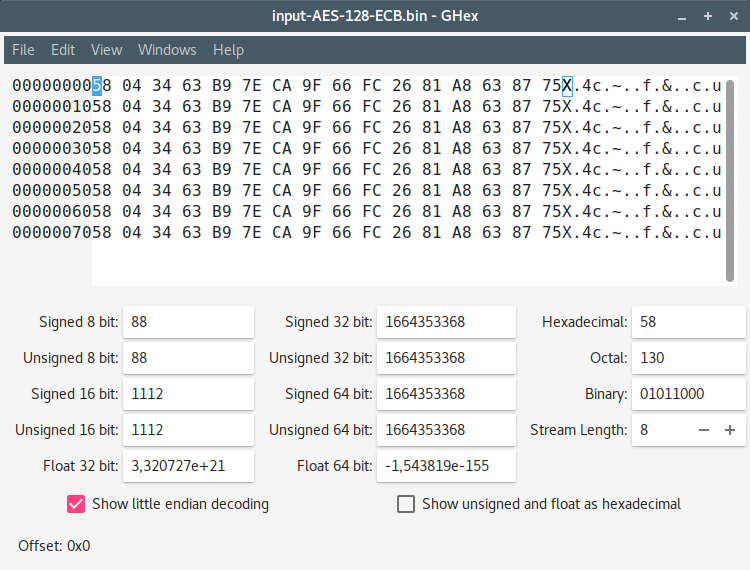 input-AES-128-ECB.bin - GHex
File Edit View Windows Help
00000000 58 04 34 63 B9 7E CA 9F 66 FC 26 81 A8 63 87 75 X.4c.~..f.&..c.u
00000010 58 04 34 63 B9 7E CA 9F 66 FC 26 81 A8 63 87 75 X.4c.~..f.&..c.u
00000020 58 04 34 63 B9 7E CA 9F 66 FC 26 81 A8 63 87 75 X.4c.~..f.&..c.u
00000030 58 04 34 63 B9 7E CA 9F 66 FC 26 81 A8 63 87 75 X.4c.~..f.&..c.u
00000040 58 04 34 63 B9 7E CA 9F 66 FC 26 81 A8 63 87 75 X.4c.~..f.&..c.u
00000050 58 04 34 63 B9 7E CA 9F 66 FC 26 81 A8 63 87 75 X.4c.~..f.&..c.u
00000060 58 04 34 63 B9 7E CA 9F 66 FC 26 81 A8 63 87 75 X.4c.~..f.&..c.u
00000070 58 04 34 63 B9 7E CA 9F 66 FC 26 81 A8 63 87 75 X.4c.~..f.&..c.u
Signed 8 bit: 88 Signed 32 bit: 1664353368 Hexadecimal: 58
Unsigned 8 bit: 88 Unsigned 32 bit: 1664353368 Octal: 130
Signed 16 bit: 1112 Signed 64 bit: 1664353368 Binary: 01011000
Unsigned 16 bit: 1112 Unsigned 64 bit: 1664353368 Stream Length: 8 − +
Float 32 bit: 3,320727e+21 Float 64 bit: -1,543819e-155
Show little endian decoding Show unsigned and float as hexadecimal
Offset: 0x0